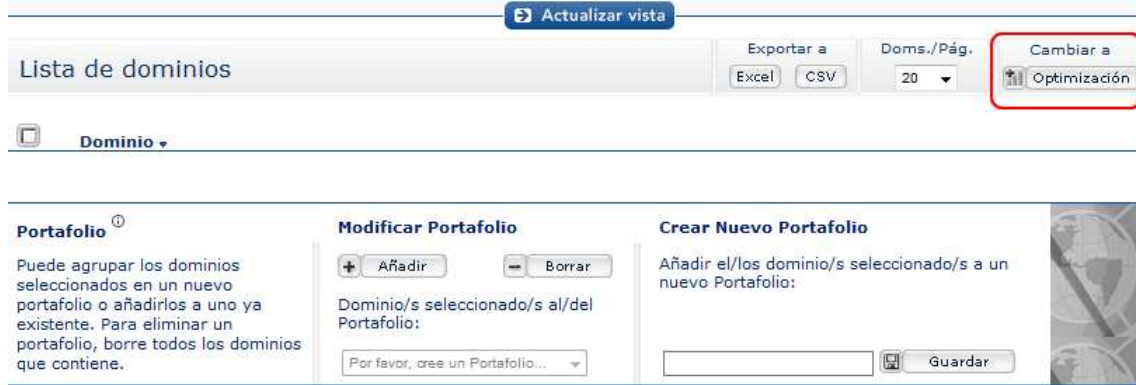 Actualizar vista
Lista de dominios
Exportar a
Excel CSV
Doms./Pág.
20
Cambiar a
Optimización
Dominio
Portafolio
Puede agrupar los dominios
seleccionados en un nuevo
portafolio o añadirlos a uno ya
existente. Para eliminar un
portafolio, borre todos los dominios
que contiene.
Modificar Portafolio
+ Añadir - Borrar
Dominio/s seleccionado/s al/del
Portafolio:
Por favor, cree un Portafolio...
Crear Nuevo Portafolio
Añadir el/los dominio/s seleccionado/s a un
nuevo Portafolio:
Guardar